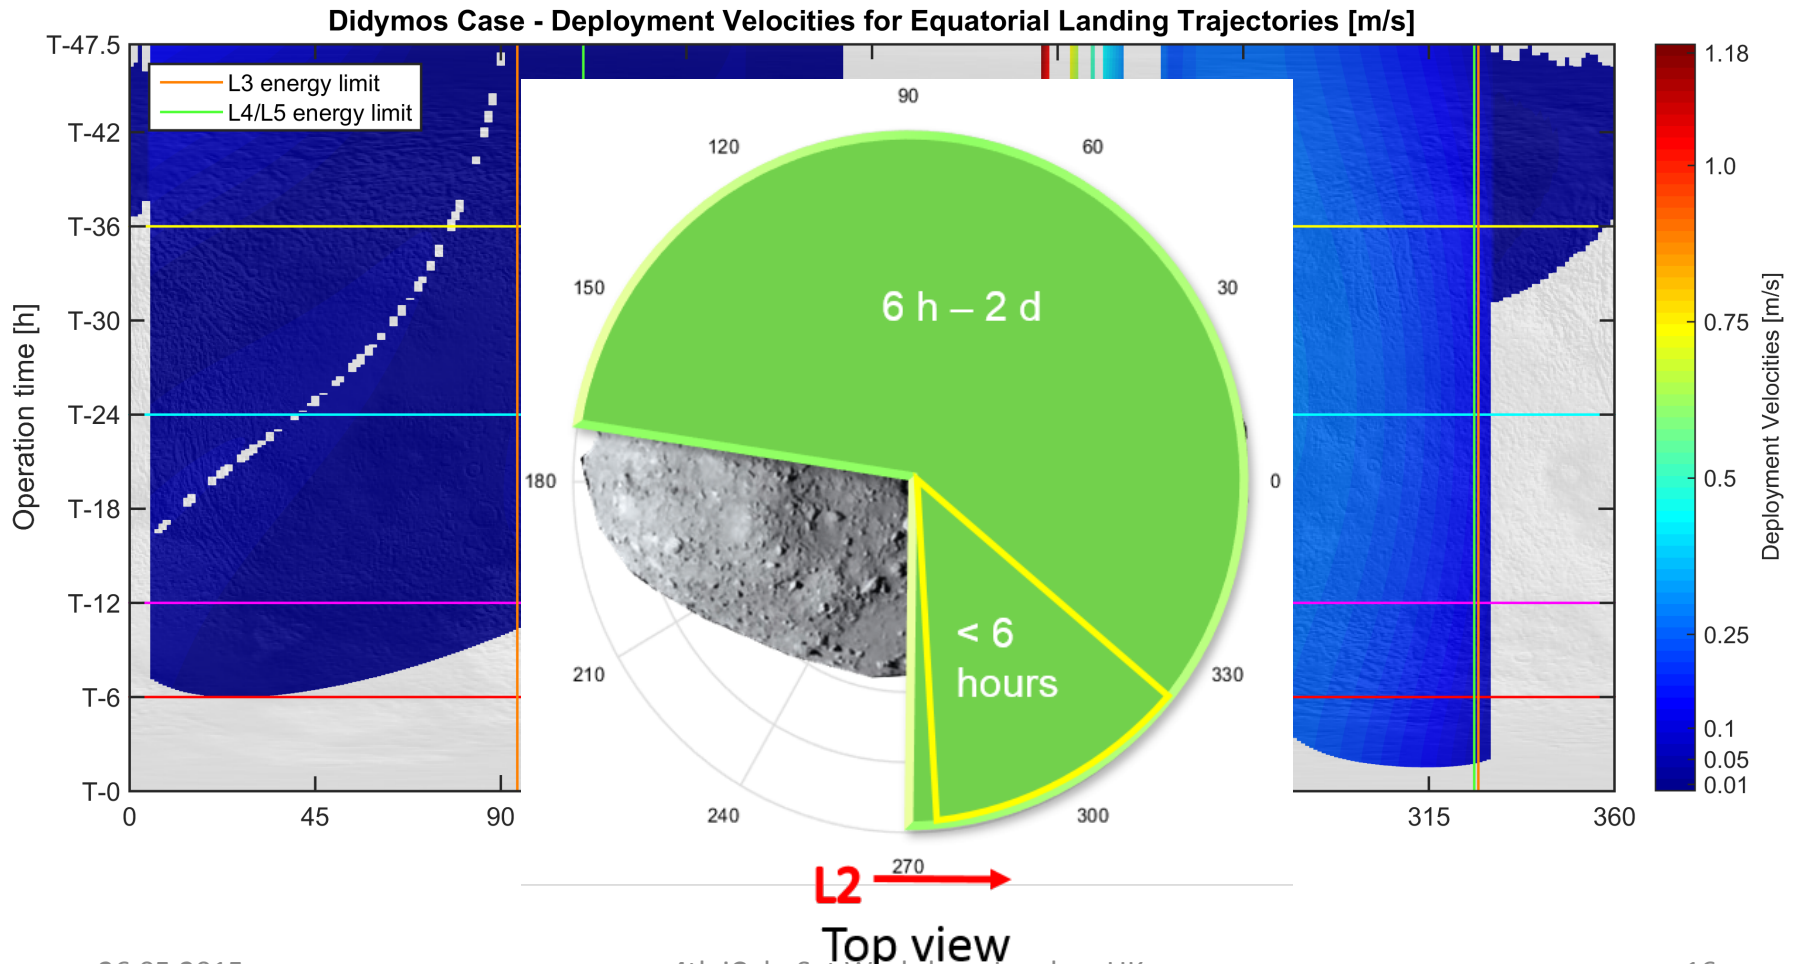 Didymos Case - Deployment Velocities for Equatorial Landing Trajectories [m/s]
T-47.5
T-42
T-36
T-30
T-24
T-18
T-12
T-6
T-0
Operation time [h]
L3 energy limit
L4/L5 energy limit
0
45
90
315
360
90
120
60
150
30
180
0
210
330
240
300
270
6 h – 2 d
< 6
hours
L2
Top view
1.18
1.0
0.75
0.5
0.25
0.1
0.05
0.01
Deployment Velocities [m/s]